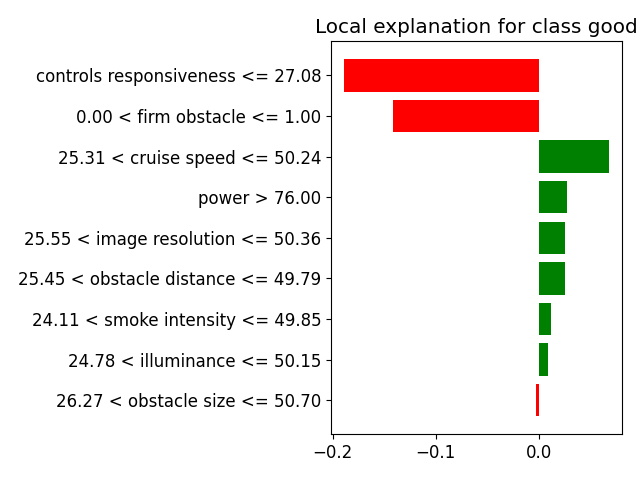 Local explanation for class good
controls responsiveness <= 27.08
0.00 < firm obstacle <= 1.00
25.31 < cruise speed <= 50.24
power > 76.00
25.55 < image resolution <= 50.36
25.45 < obstacle distance <= 49.79
24.11 < smoke intensity <= 49.85
24.78 < illuminance <= 50.15
26.27 < obstacle size <= 50.70
−0.2 −0.1 0.0